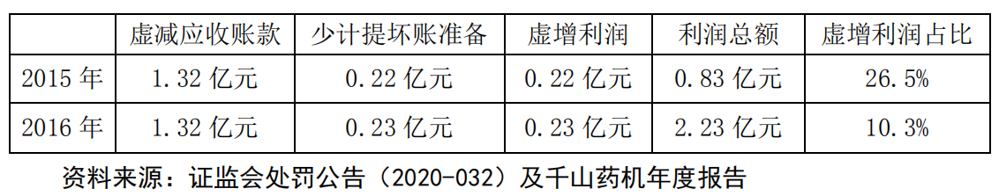 虚减应收账款 少计提坏账准备 虚增利润 利润总额 虚增利润占比
2015 年 1.32 亿元 0.22 亿元 0.22 亿元 0.83 亿元 26.5%
2016 年 1.32 亿元 0.23 亿元 0.23 亿元 2.23 亿元 10.3%
资料来源：证监会处罚公告（2020-032）及千山药机年度报告